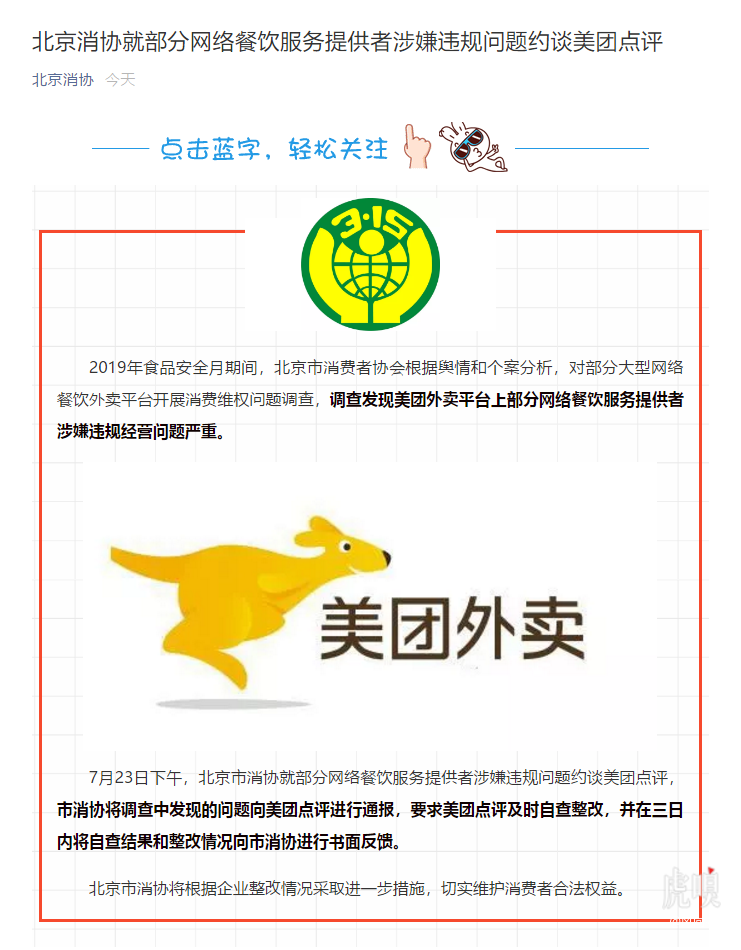 北京消协就部分网络餐饮服务提供者涉嫌违规问题约谈美团点评
北京消协 今天
点击蓝字，轻松关注
3·15
2019年食品安全月期间，北京市消费者协会根据舆情和个案分析，对部分大型网络
餐饮外卖平台开展消费维权问题调查，调查发现美团外卖平台上部分网络餐饮服务提供者
涉嫌违规经营问题严重。
美团外卖
7月23日下午，北京市消协就部分网络餐饮服务提供者涉嫌违规问题约谈美团点评，
市消协将调查中发现的问题向美团点评进行通报，要求美团点评及时自查整改，并在三日
内将自查结果和整改情况向市消协进行书面反馈。
北京市消协将根据企业整改情况采取进一步措施，切实维护消费者合法权益。
虎嗅